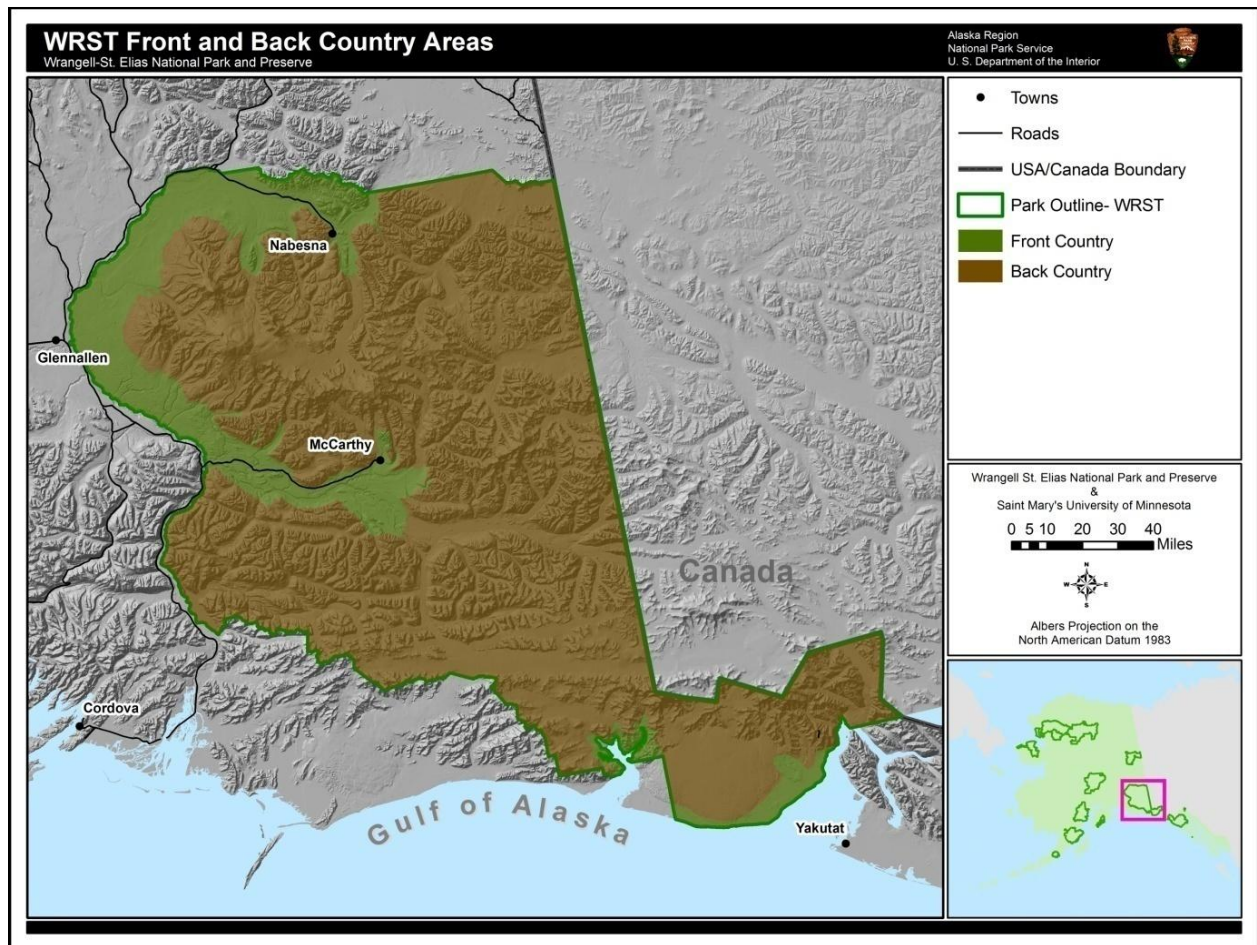 WRST Front and Back Country Areas
Wrangell-St. Elias National Park and Preserve
Alaska Region
National Park Service
U. S. Department of the Interior
Towns
Roads
USA/Canada Boundary
Park Outline- WRST
Front Country
Back Country
Nabesna
Glennallen
McCarthy
Canada
Cordova
Gulf of Alaska
Yakutat
Wrangell St. Elias National Park and Preserve
&
Saint Mary's University of Minnesota
0 5 10 20 30 40
Miles
N
W E
S
Albers Projection on the
North American Datum 1983